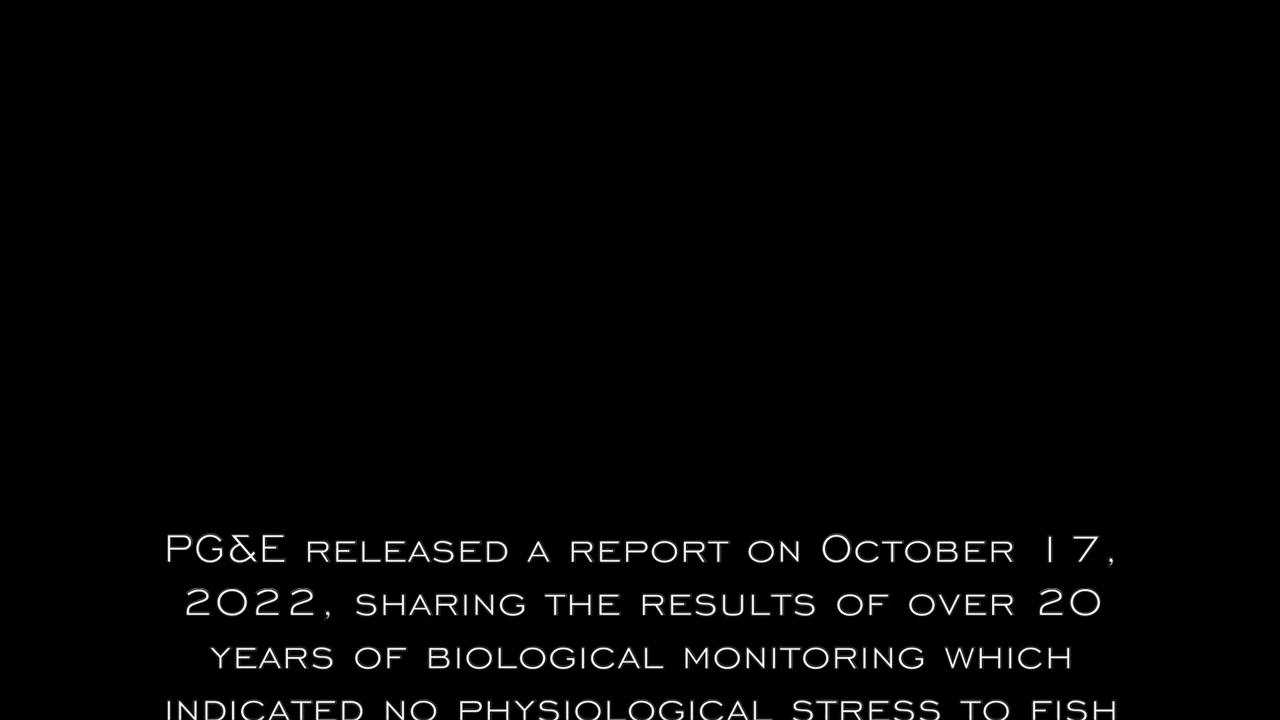 PG&E released a report on October 17,
2022, sharing the results of over 20
years of biological monitoring which
indicated no physiological stress to fish